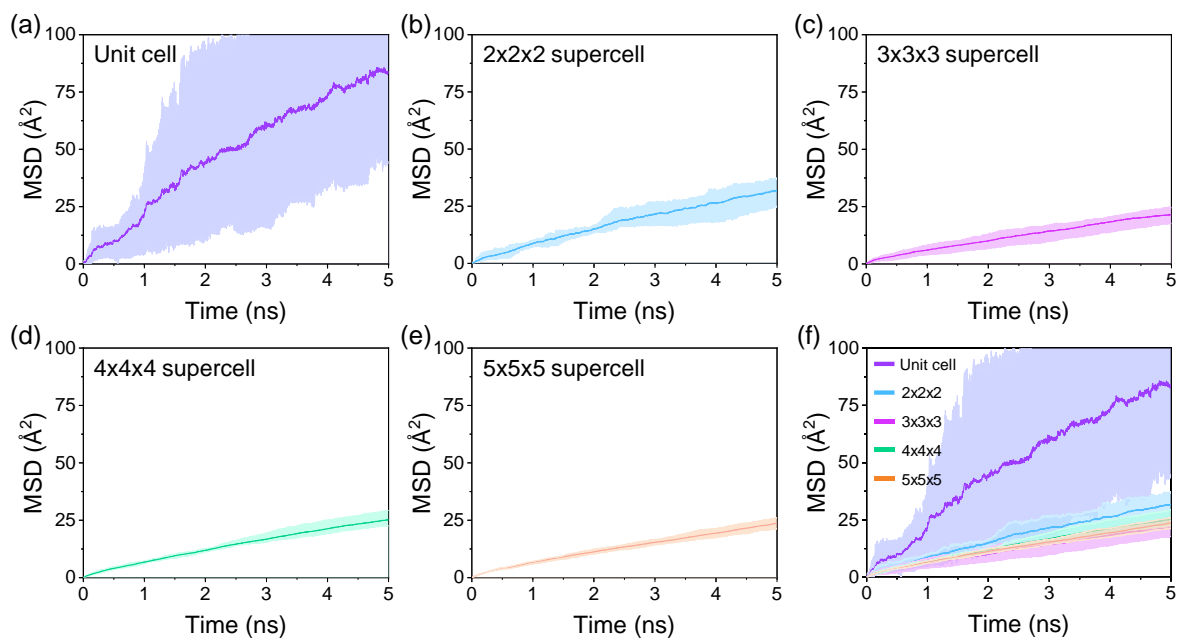 (a)
Unit cell
100
75
50
25
0
MSD (Å²)
0 1 2 3 4 5
Time (ns)
(b)
2x2x2 supercell
100
75
50
25
0
MSD (Å²)
0 1 2 3 4 5
Time (ns)
(c)
3x3x3 supercell
100
75
50
25
0
MSD (Å²)
0 1 2 3 4 5
Time (ns)
(d)
4x4x4 supercell
100
75
50
25
0
MSD (Å²)
0 1 2 3 4 5
Time (ns)
(e)
5x5x5 supercell
100
75
50
25
0
MSD (Å²)
0 1 2 3 4 5
Time (ns)
(f)
Unit cell
2x2x2
3x3x3
4x4x4
5x5x5
100
75
50
25
0
MSD (Å²)
0 1 2 3 4 5
Time (ns)